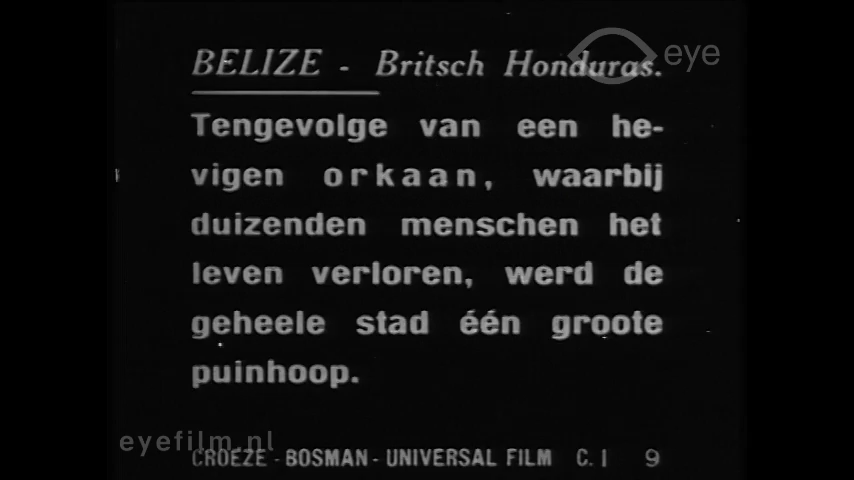 BELIZE - Britsch Honduras.
eye
Tengevolge van een he-
vigen orkaan, waarbij
duizenden menschen het
leven verloren, werd de
geheele stad één groote
puinhoop.
eyefilm.nl
CROEZE - BOSMAN - UNIVERSAL FILM C. I 9